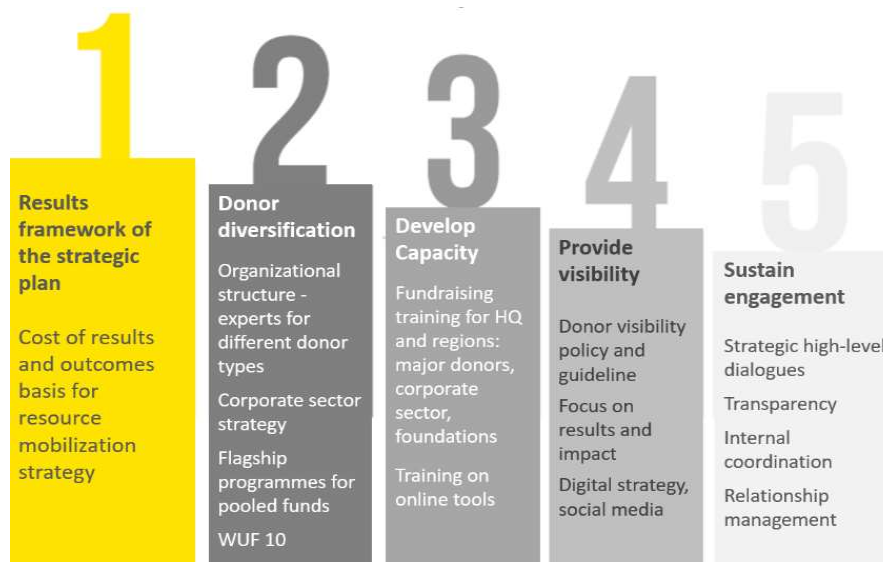 1
Results
framework of
the strategic
plan
Cost of results
and outcomes
basis for
resource
mobilization
strategy
2
Donor
diversification
Organizational
structure -
experts for
different donor
types
Corporate sector
strategy
Flagship
programmes for
pooled funds
WUF 10
3
Develop
Capacity
Fundraising
training for HQ
and regions:
major donors,
corporate
sector,
foundations
Training on
online tools
4
Provide
visibility
Donor visibility
policy and
guideline
Focus on
results and
impact
Digital strategy,
social media
5
Sustain
engagement
Strategic high-level
dialogues
Transparency
Internal
coordination
Relationship
management